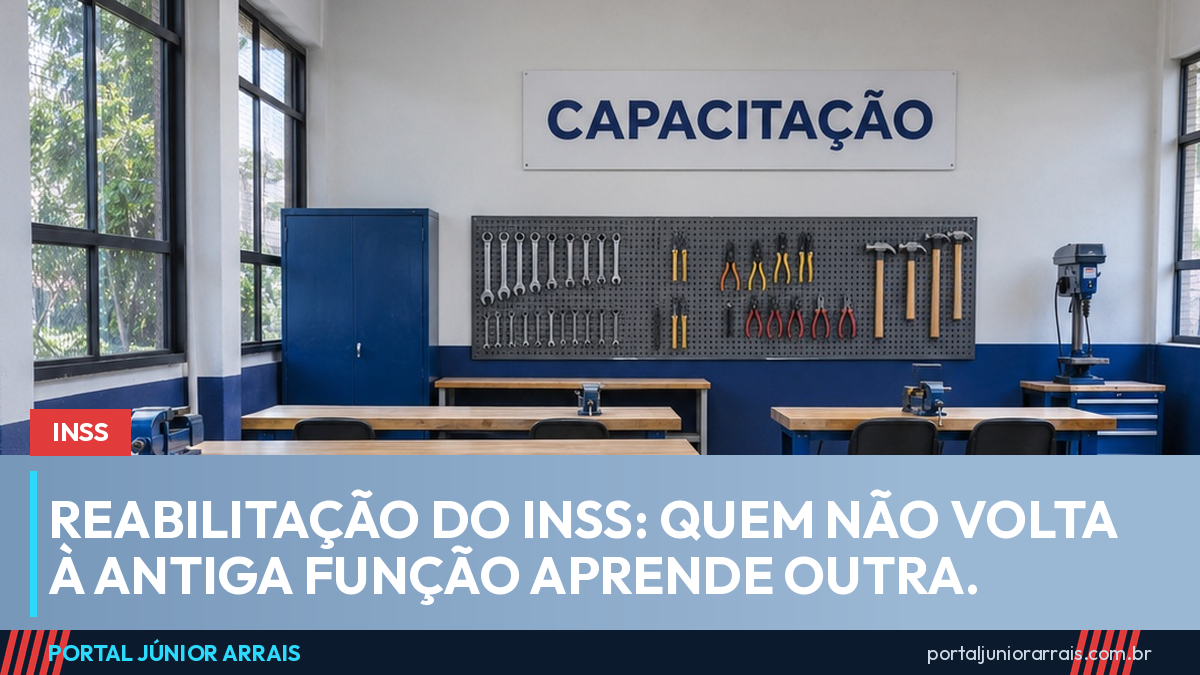 CAPACITAÇÃO
INSS
REABILITAÇÃO DO INSS: QUEM NÃO VOLTA
À ANTIGA FUNÇÃO APRENDE OUTRA.
PORTAL JÚNIOR ARRAIS
portaljuniorarrais.com.br